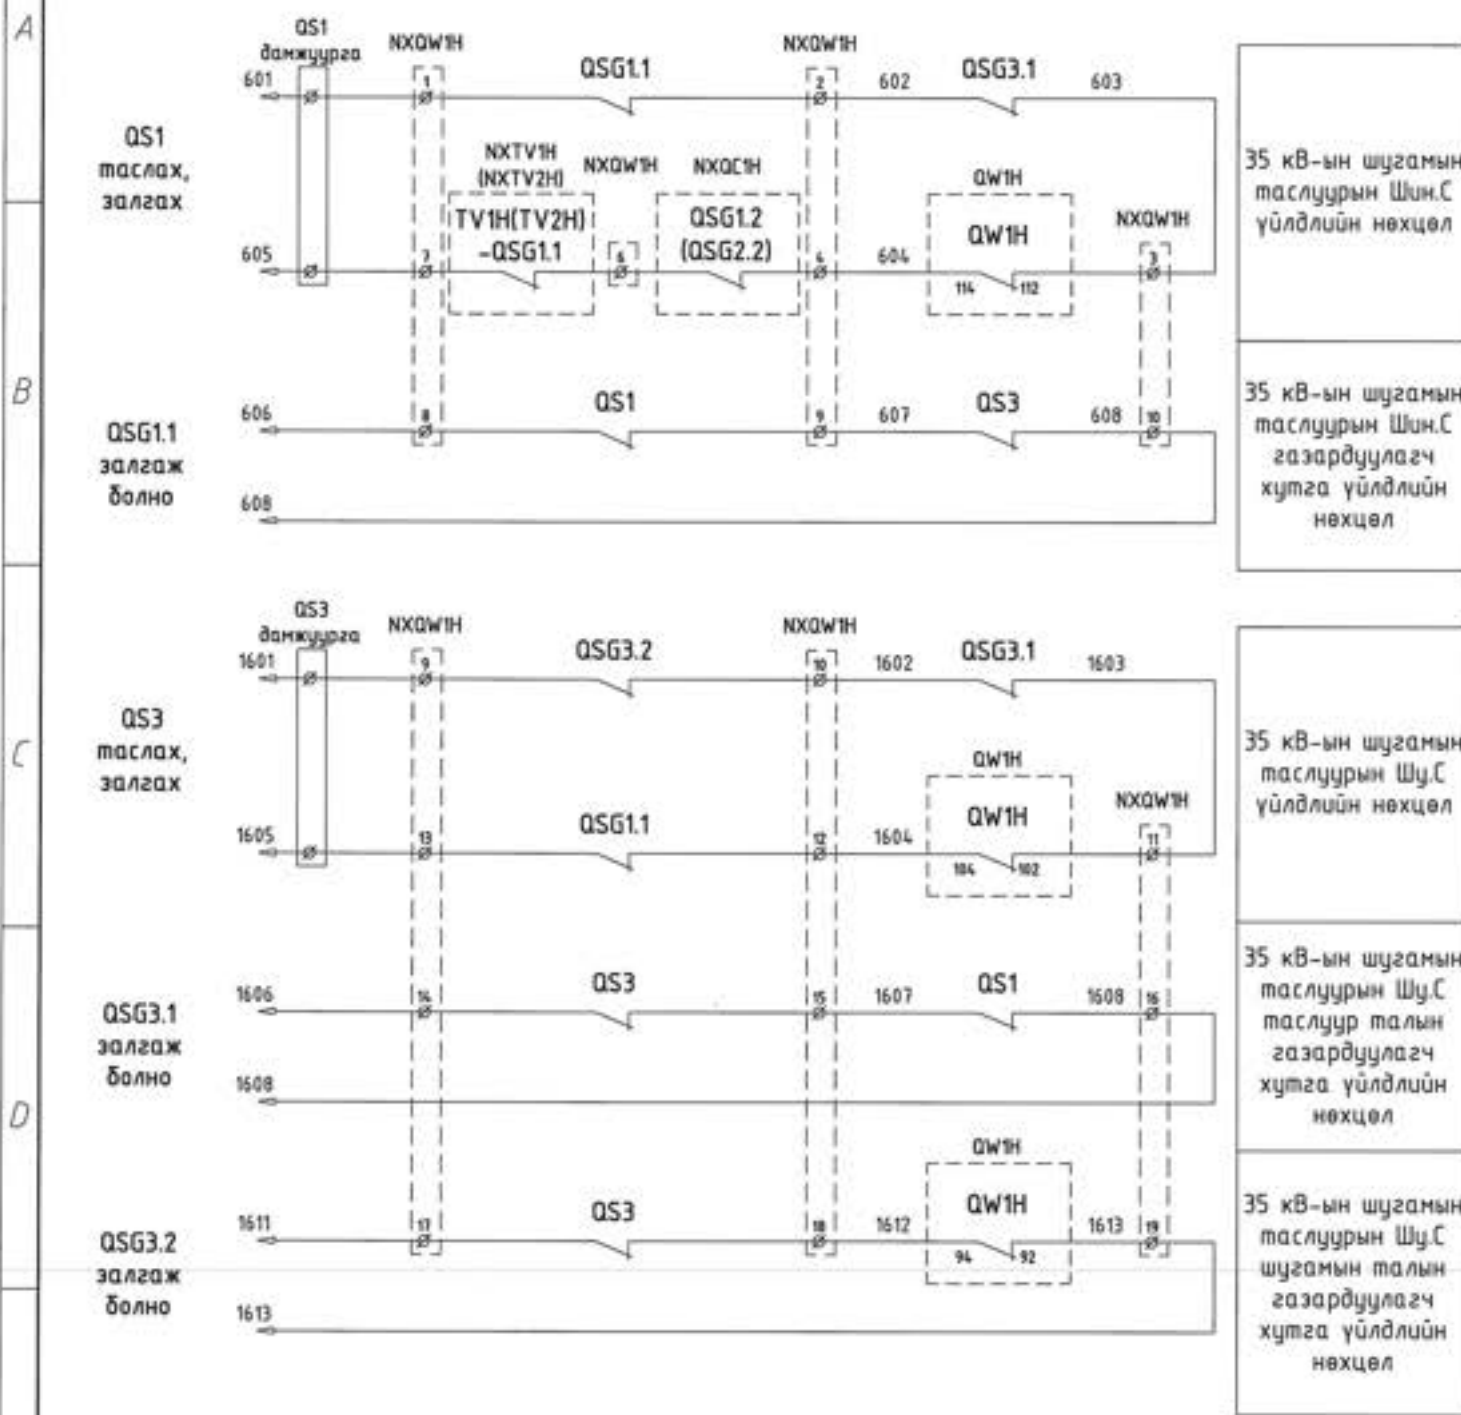 A
QS1
дамжуурга
NXQW1H
NXQW1H
601
1
QSG1.1
2
602
QSG3.1
603
QS1
таслах,
залгах
NXTV1H
(NXTV2H)
NXQW1H
NXQC1H
QW1H
NXQW1H
605
7
TV1H(TV2H)
-QSG1.1
6
QSG1.2
(QSG2.2)
4
604
QW1H
114
112
3
35 кВ-ын шугамын
таслуурын Шин.С
үйлдлийн нөхцөл
B
QSG1.1
залгаж
болно
606
8
QS1
9
607
QS3
608
10
608
35 кВ-ын шугамын
таслуурын Шин.С
газардуулагч
хутга үйлдлийн
нөхцөл
QS3
дамжуурга
NXQW1H
NXQW1H
1601
9
QSG3.2
10
1602
QSG3.1
1603
C
QS3
таслах,
залгах
QW1H
NXQW1H
1605
13
QSG1.1
12
1604
QW1H
104
102
11
35 кВ-ын шугамын
таслуурын Шу.С
үйлдлийн нөхцөл
QSG3.1
залгаж
болно
1606
14
QS3
15
1607
QS1
1608
16
1608
35 кВ-ын шугамын
таслуурын Шу.С
таслуур талын
газардуулагч
хутга үйлдлийн
нөхцөл
D
QSG3.2
залгаж
болно
QW1H
1611
17
QS3
18
1612
QW1H
94
92
1613
19
1613
35 кВ-ын шугамын
таслуурын Шу.С
шугамын талын
газардуулагч
хутга үйлдлийн
нөхцөл